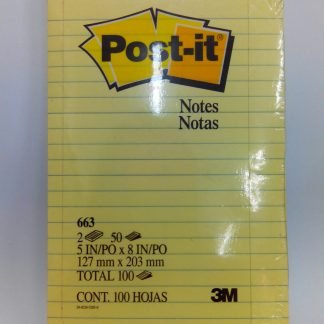 Post-it
Notes
Notas
663
2 50
5 IN/PO x 8 IN/PO
127 mm x 203 mm
TOTAL 100
CONT. 100 HOJAS 3M